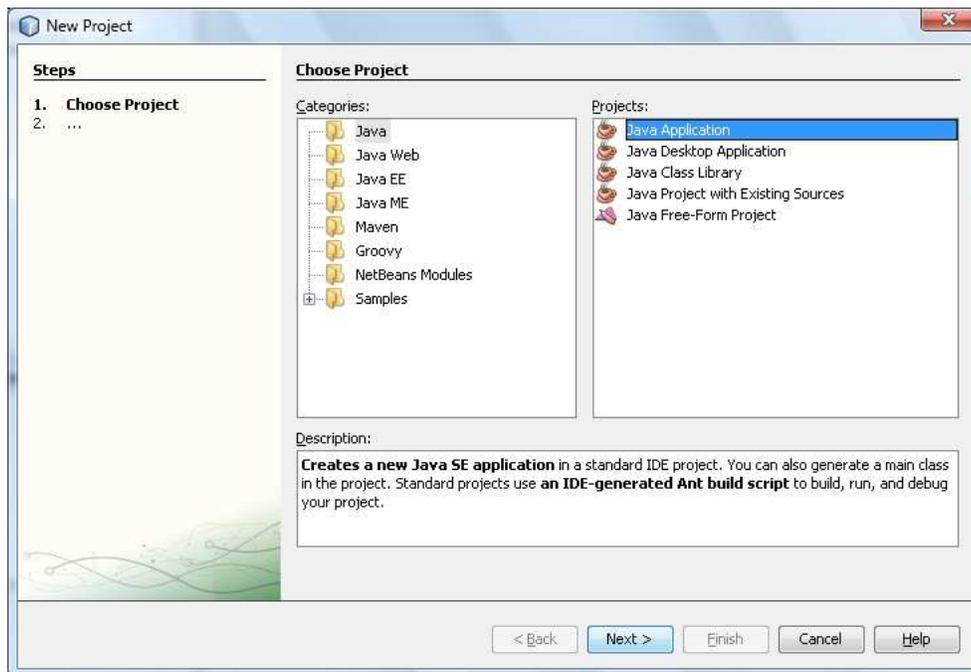 New Project
Steps
1. Choose Project
2. ...
Choose Project
Categories:
Java
Java Web
Java EE
Java ME
Maven
Groovy
NetBeans Modules
Samples
Projects:
Java Application
Java Desktop Application
Java Class Library
Java Project with Existing Sources
Java Free-Form Project
Description:
Creates a new Java SE application in a standard IDE project. You can also generate a main class
in the project. Standard projects use an IDE-generated Ant build script to build, run, and debug
your project.
< Back
Next >
Finish
Cancel
Help